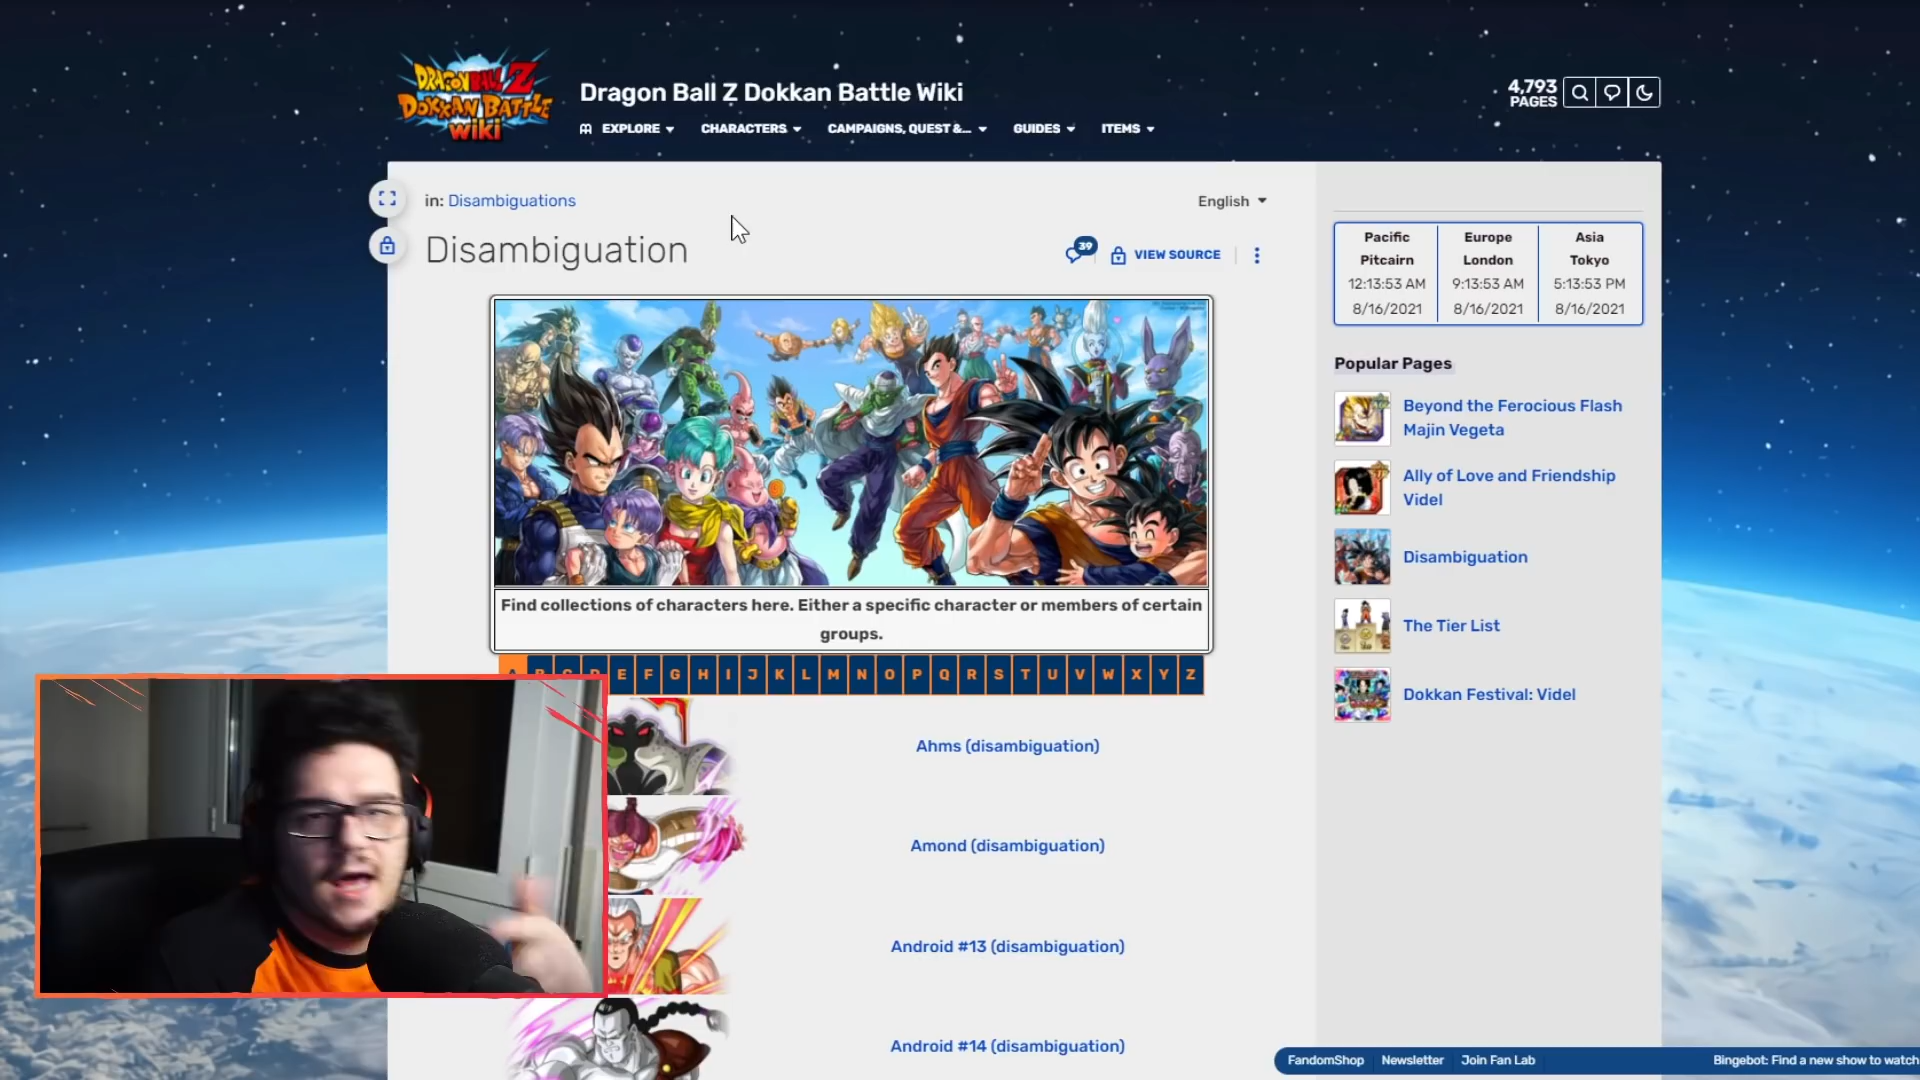 DRAGON BALL Z
DOKKAN BATTLE
wiki
Dragon Ball Z Dokkan Battle Wiki
EXPLORE
CHARACTERS
CAMPAIGNS, QUEST &...
GUIDES
ITEMS
4,793
PAGES
in: Disambiguations
English
Disambiguation
39
VIEW SOURCE
Find collections of characters here. Either a specific character or members of certain
groups.
A B C D E F G H I J K L M N O P Q R S T U V W X Y Z
Ahms (disambiguation)
Amond (disambiguation)
Android #13 (disambiguation)
Android #14 (disambiguation)
Pacific
Pitcairn
12:13:53 AM
8/16/2021
Europe
London
9:13:53 AM
8/16/2021
Asia
Tokyo
5:13:53 PM
8/16/2021
Popular Pages
Beyond the Ferocious Flash
Majin Vegeta
Ally of Love and Friendship
Videl
Disambiguation
The Tier List
Dokkan Festival: Videl
FandomShop Newsletter Join Fan Lab Bingebot: Find a new show to watch